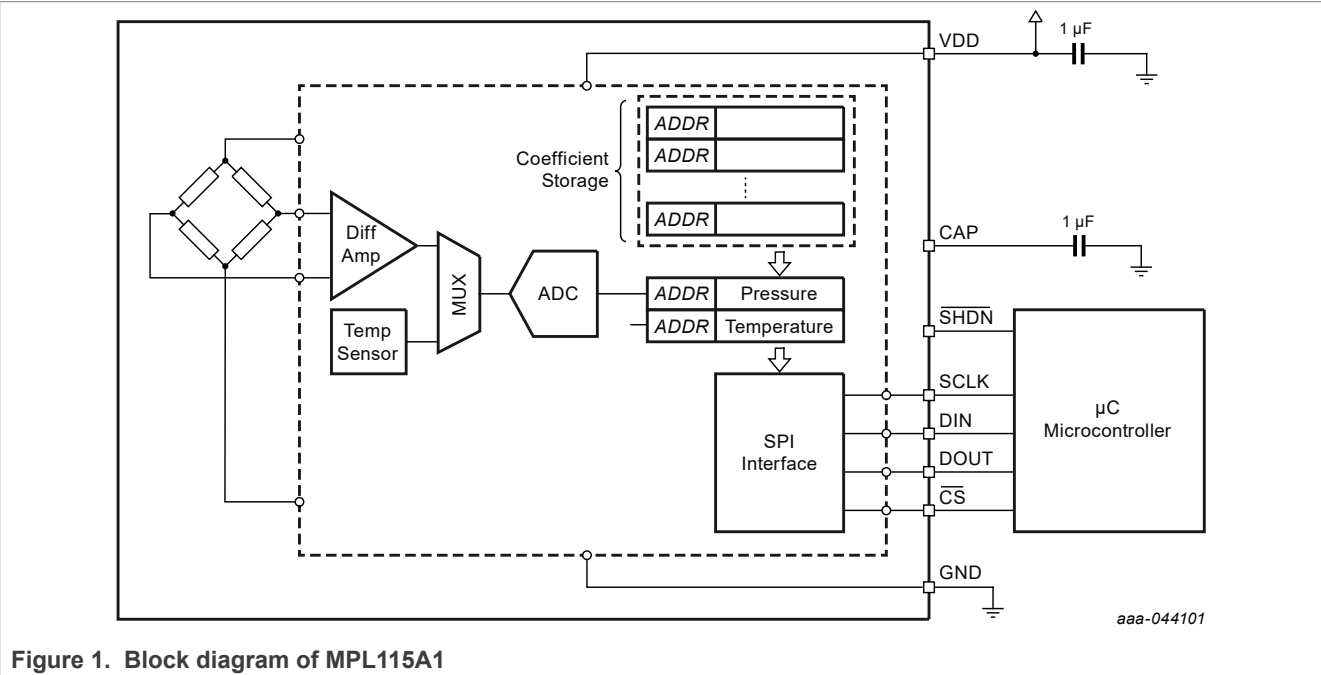 VDD
1 µF
ADDR
ADDR
Coefficient
Storage
ADDR
CAP
1 µF
Diff
Amp
MUX
ADC
ADDR Pressure
ADDR Temperature
Temp
Sensor
SHDN
SCLK
DIN
DOUT
CS
SPI
Interface
µC
Microcontroller
GND
aaa-044101
Figure 1. Block diagram of MPL115A1